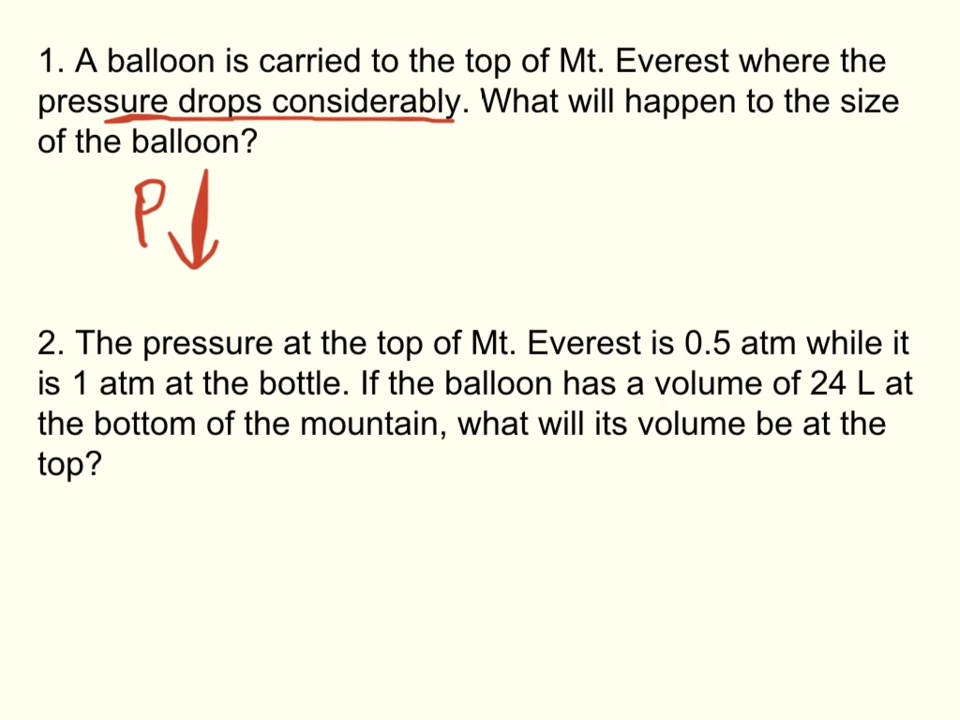 1. A balloon is carried to the top of Mt. Everest where the
pressure drops considerably. What will happen to the size
of the balloon?
P
2. The pressure at the top of Mt. Everest is 0.5 atm while it
is 1 atm at the bottle. If the balloon has a volume of 24 L at
the bottom of the mountain, what will its volume be at the
top?